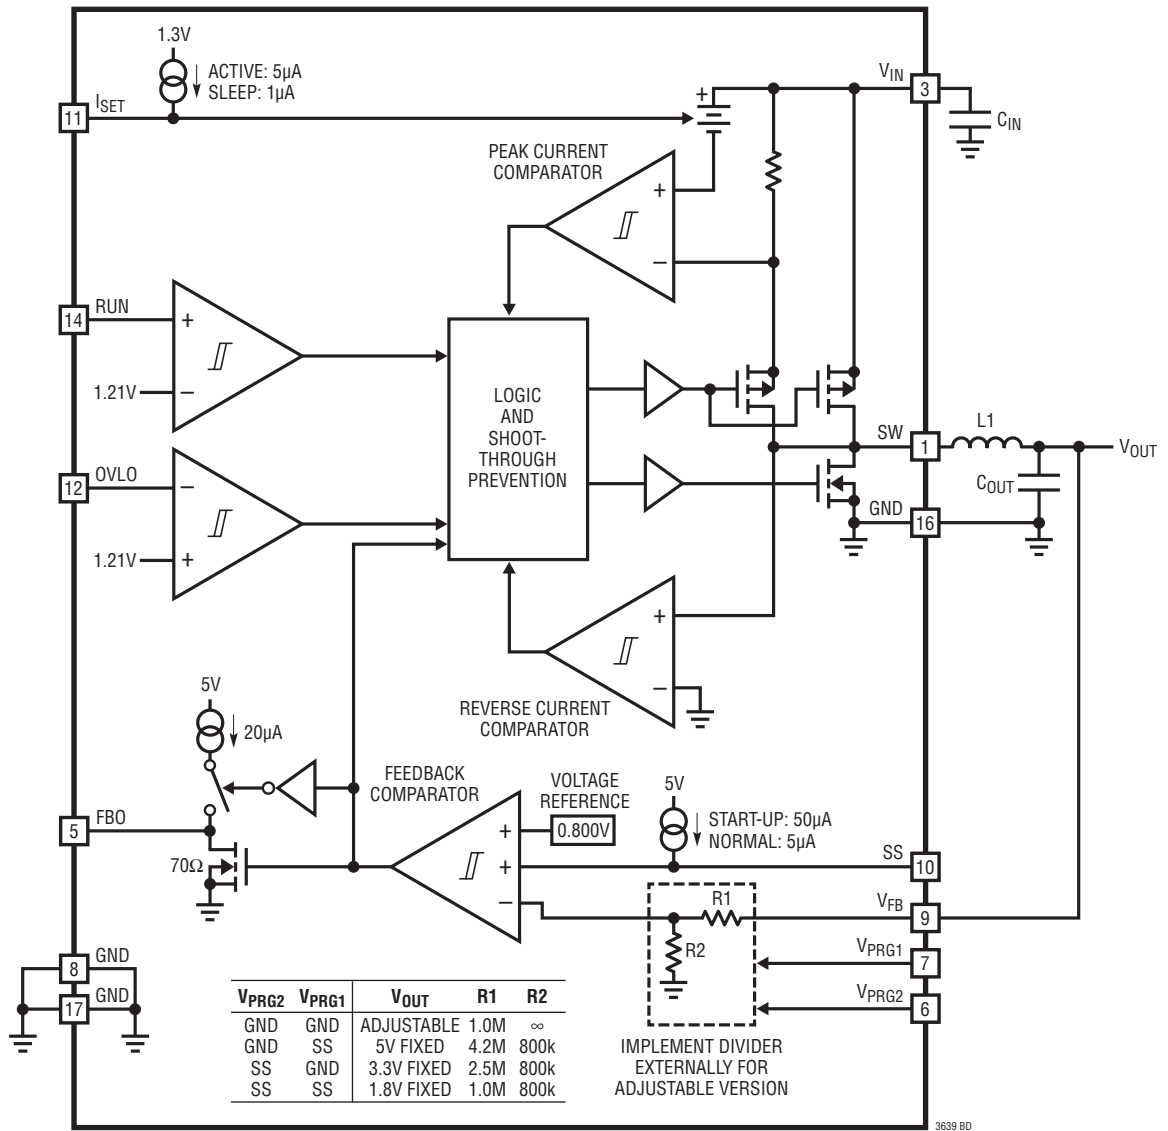 1.3V
ACTIVE: 5µA
SLEEP: 1µA
ISET
11
VIN
3
CIN
+
PEAK CURRENT
COMPARATOR
+
–
RUN
14
+
1.21V
–
LOGIC
AND
SHOOT-
THROUGH
PREVENTION
SW
1
L1
VOUT
COUT
OVLO
12
–
1.21V
+
GND
16
+
–
REVERSE CURRENT
COMPARATOR
5V
20µA
FEEDBACK
COMPARATOR
VOLTAGE
REFERENCE
0.800V
5V
START-UP: 50µA
NORMAL: 5µA
FBO
5
70Ω
+
+
–
SS
10
R1
VFB
9
R2
VPRG1
7
VPRG2
6
GND
8
GND
17
VPRG2 VPRG1 VOUT R1 R2
GND GND ADJUSTABLE 1.0M ∞
GND SS 5V FIXED 4.2M 800k
SS GND 3.3V FIXED 2.5M 800k
SS SS 1.8V FIXED 1.0M 800k
IMPLEMENT DIVIDER
EXTERNALLY FOR
ADJUSTABLE VERSION
3639 BD